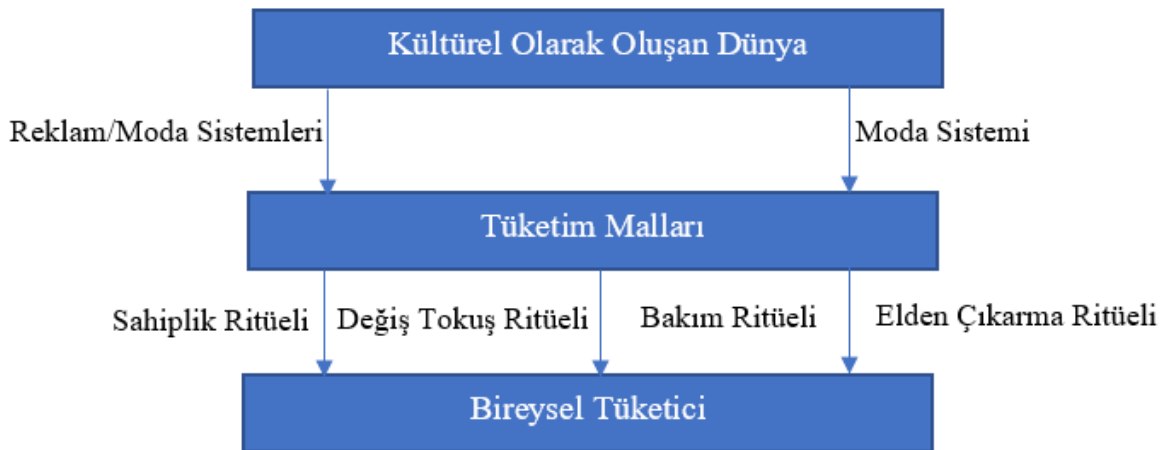 Kültürel Olarak Oluşan Dünya
Reklam/Moda Sistemleri
Moda Sistemi
Tüketim Malları
Sahiplik Ritüeli
Değiş Tokuş Ritüeli
Bakım Ritüeli
Elden Çıkarma Ritüeli
Bireysel Tüketici